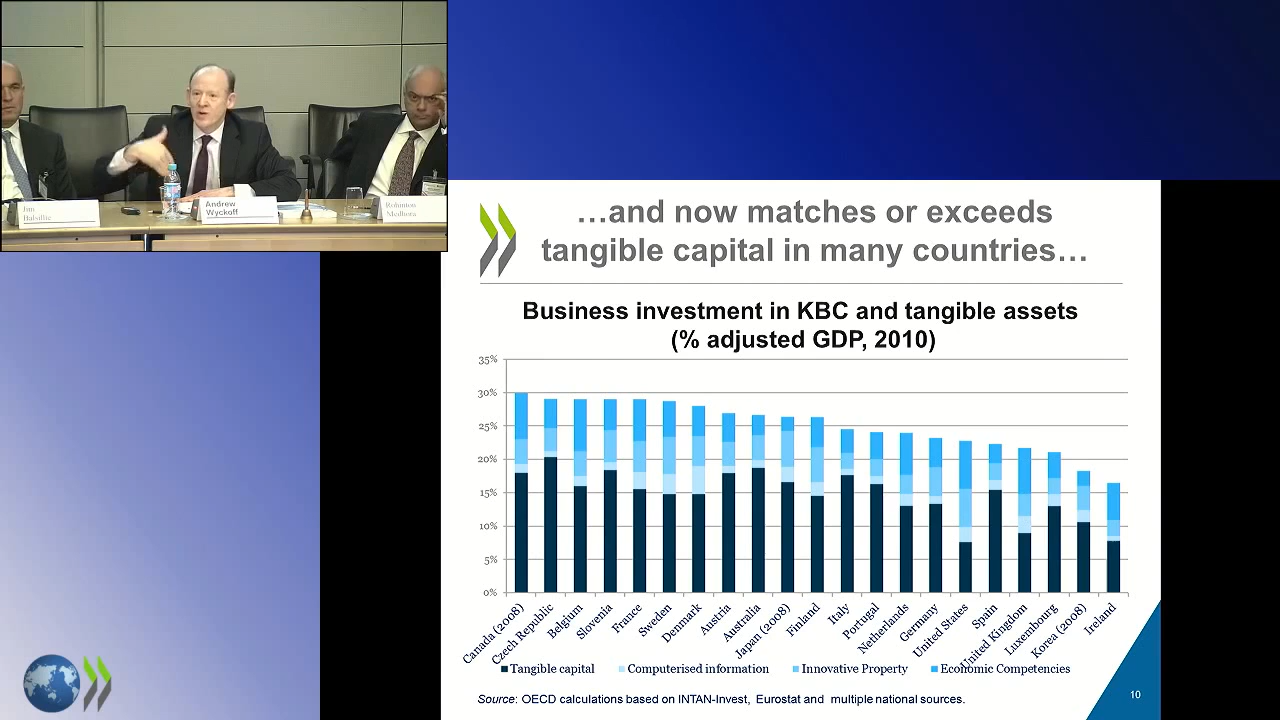 Jim
Balsillie
Andrew
Wyckoff
Rohinton
Medhora
…and now matches or exceeds
tangible capital in many countries…
Business investment in KBC and tangible assets
(% adjusted GDP, 2010)
35%
30%
25%
20%
15%
10%
5%
0%
Canada (2008)
Czech Republic
Belgium
Slovenia
France
Sweden
Denmark
Austria
Australia
Japan (2008)
Finland
Italy
Portugal
Netherlands
Germany
United States
Spain
United Kingdom
Luxembourg
Korea (2008)
Ireland
Tangible capital Computerised information Innovative Property Economic Competencies
Source: OECD calculations based on INTAN-Invest, Eurostat and multiple national sources.
10